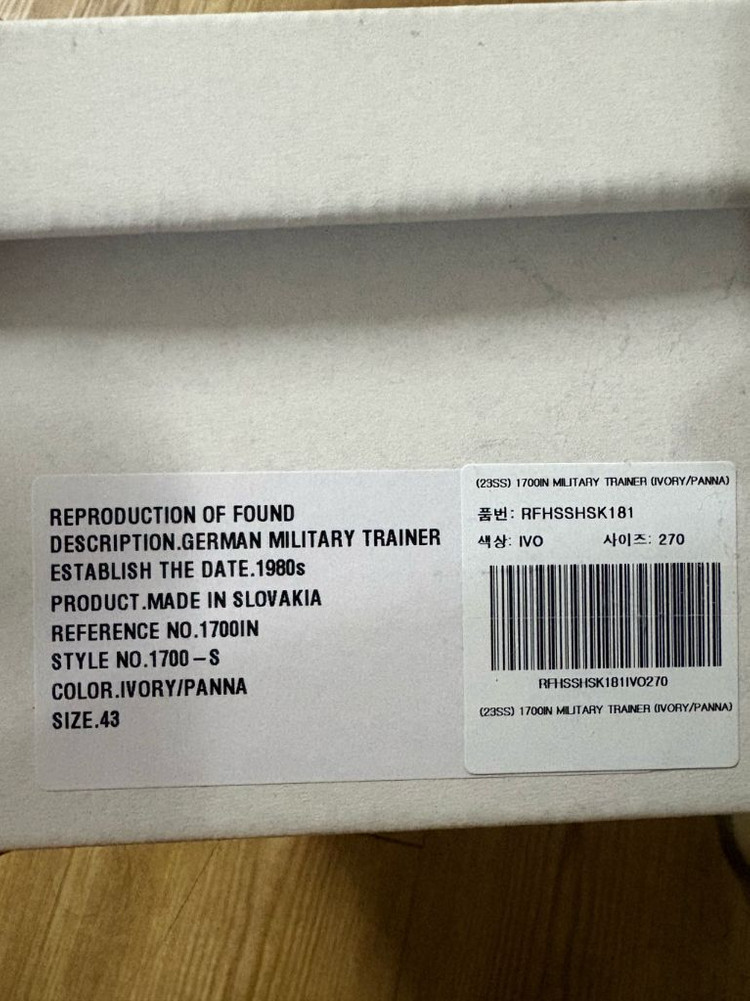 REPRODUCTION OF FOUND
DESCRIPTION.GERMAN MILITARY TRAINER
ESTABLISH THE DATE.1980s
PRODUCT.MADE IN SLOVAKIA
REFERENCE NO.1700IN
STYLE NO.1700-S
COLOR.IVORY/PANNA
SIZE.43
(23SS) 1700IN MILITARY TRAINER (IVORY/PANNA)
품번: RFHSSHSK181
색상: IVO 사이즈: 270
RFHSSHSK181IVO270
(23SS) 1700IN MILITARY TRAINER (IVORY/PANNA)